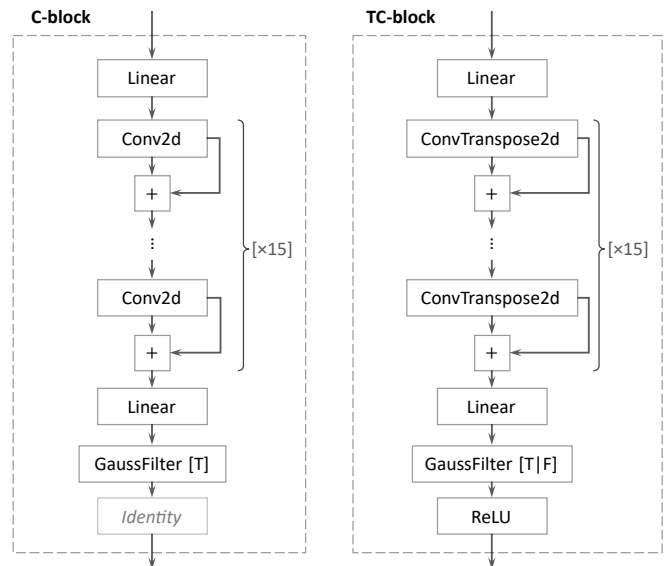 C-block
Linear
Conv2d
+
...
[×15]
Conv2d
+
Linear
GaussFilter [T]
Identity
TC-block
Linear
ConvTranspose2d
+
...
[×15]
ConvTranspose2d
+
Linear
GaussFilter [T|F]
ReLU